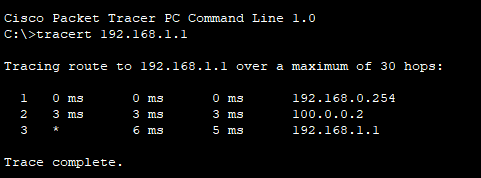 Cisco Packet Tracer PC Command Line 1.0
C:\>tracert 192.168.1.1
Tracing route to 192.168.1.1 over a maximum of 30 hops:
1 0 ms 0 ms 0 ms 192.168.0.254
2 3 ms 3 ms 3 ms 100.0.0.2
3 * 6 ms 5 ms 192.168.1.1
Trace complete.